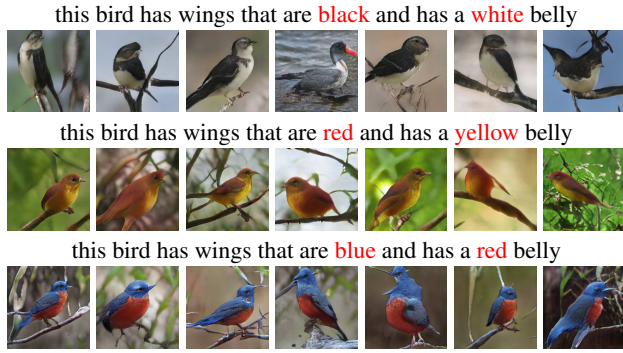 this bird has wings that are black and has a white belly
this bird has wings that are red and has a yellow belly
this bird has wings that are blue and has a red belly